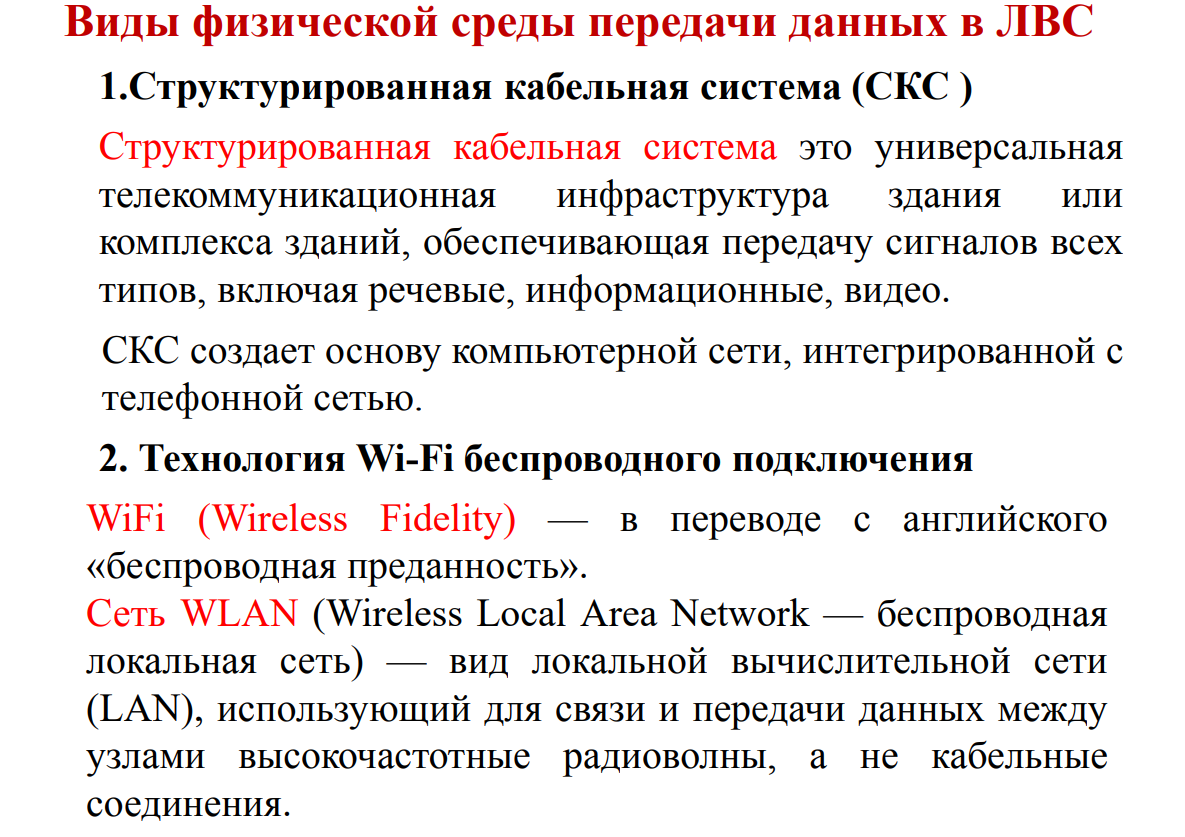 Виды физической среды передачи данных в ЛВС
1.Структурированная кабельная система (СКС )
Структурированная кабельная система это универсальная
телекоммуникационная инфраструктура здания или
комплекса зданий, обеспечивающая передачу сигналов всех
типов, включая речевые, информационные, видео.
СКС создает основу компьютерной сети, интегрированной с
телефонной сетью.
2. Технология Wi-Fi беспроводного подключения
WiFi (Wireless Fidelity) — в переводе с английского
«беспроводная преданность».
Сеть WLAN (Wireless Local Area Network — беспроводная
локальная сеть) — вид локальной вычислительной сети
(LAN), использующий для связи и передачи данных между
узлами высокочастотные радиоволны, а не кабельные
соединения.